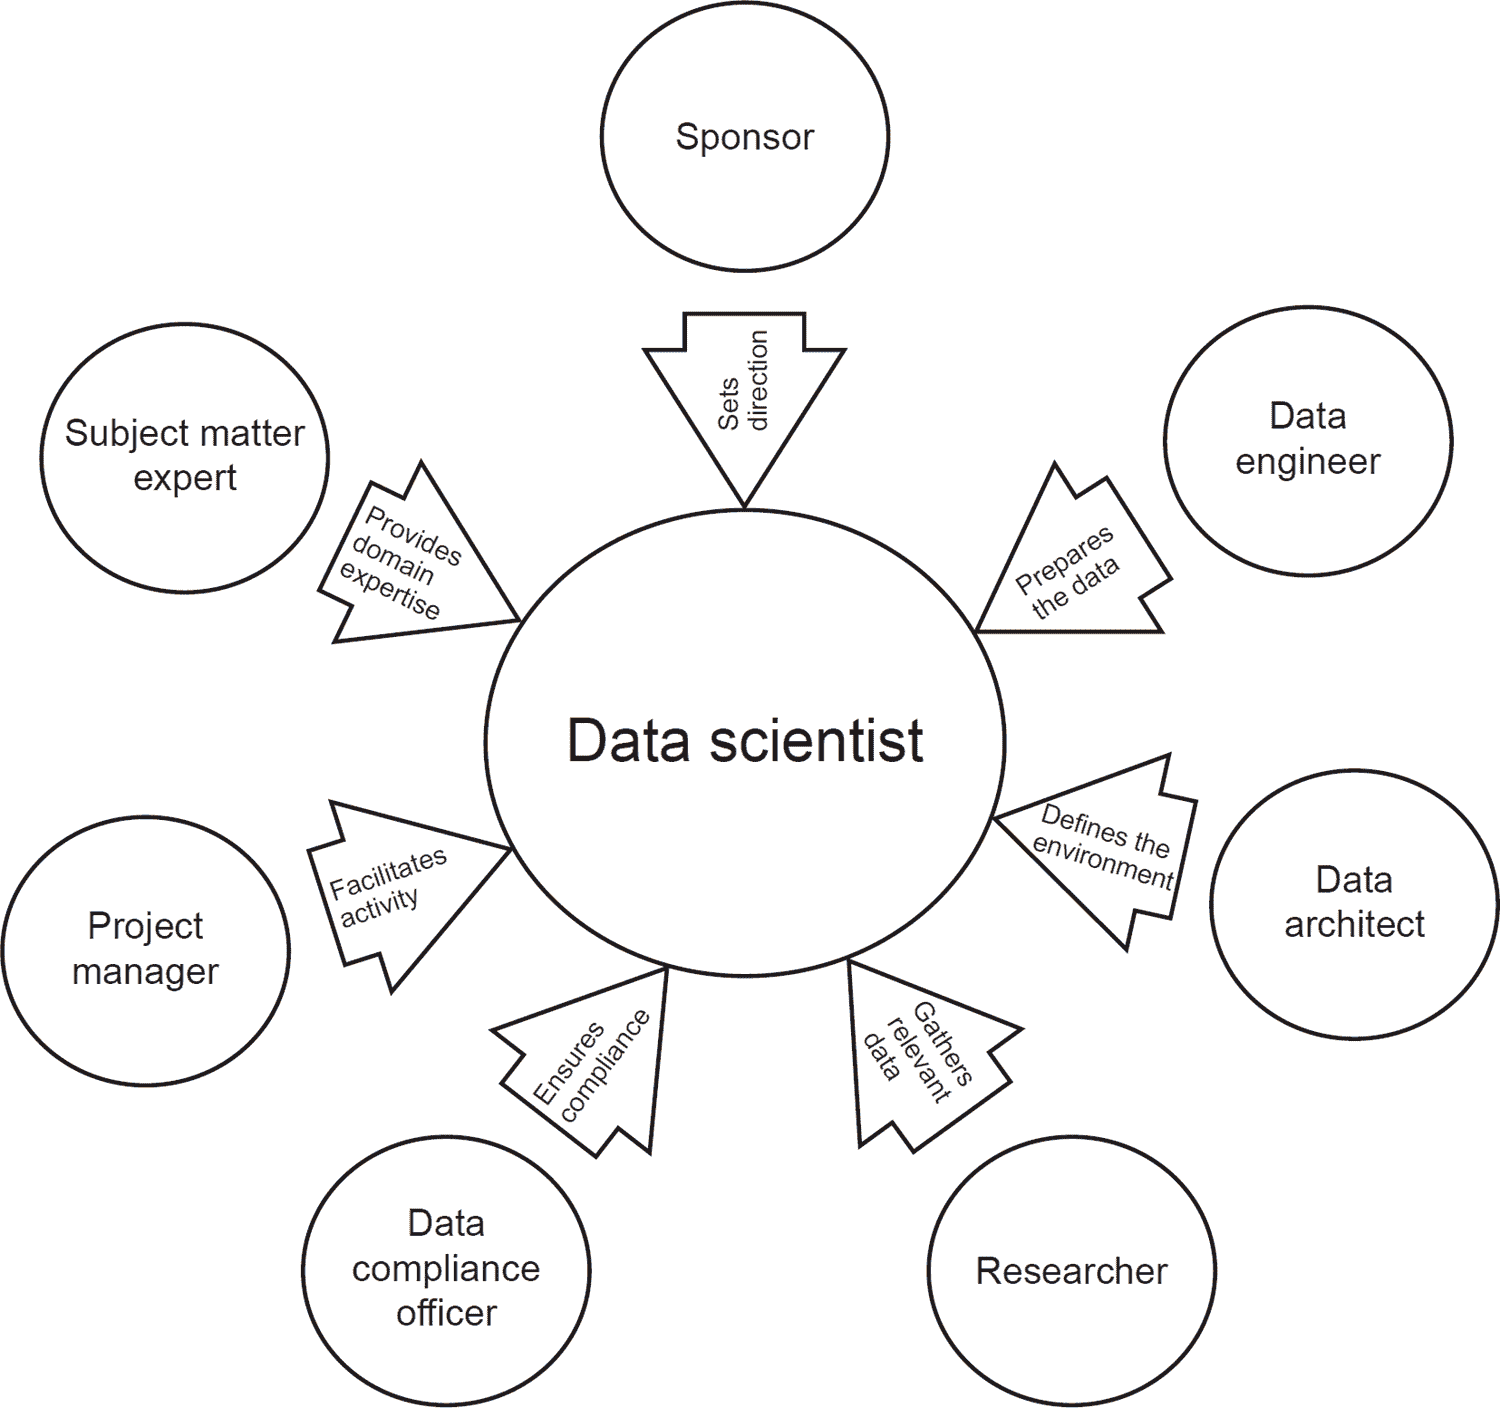 Sponsor
Sets
direction
Subject matter
expert
Provides
domain
expertise
Data
engineer
Prepares
the data
Data scientist
Project
manager
Facilitates
activity
Defines the
environment
Data
architect
Ensures
compliance
Gathers
relevant
data
Data
compliance
officer
Researcher